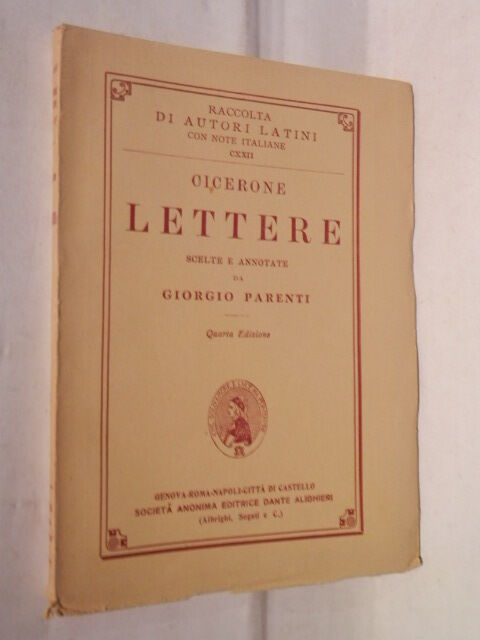 RACCOLTA
DI AUTORI LATINI
CON NOTE ITALIANE
CXXII
CICERONE
LETTERE
SCELTE E ANNOTATE
DA
GIORGIO PARENTI
Quarta Edizione
GENOVA-ROMA-NAPOLI-CITTÀ DI CASTELLO
SOCIETÀ ANONIMA EDITRICE DANTE ALIGHIERI
(Albrighi, Segati e C.)